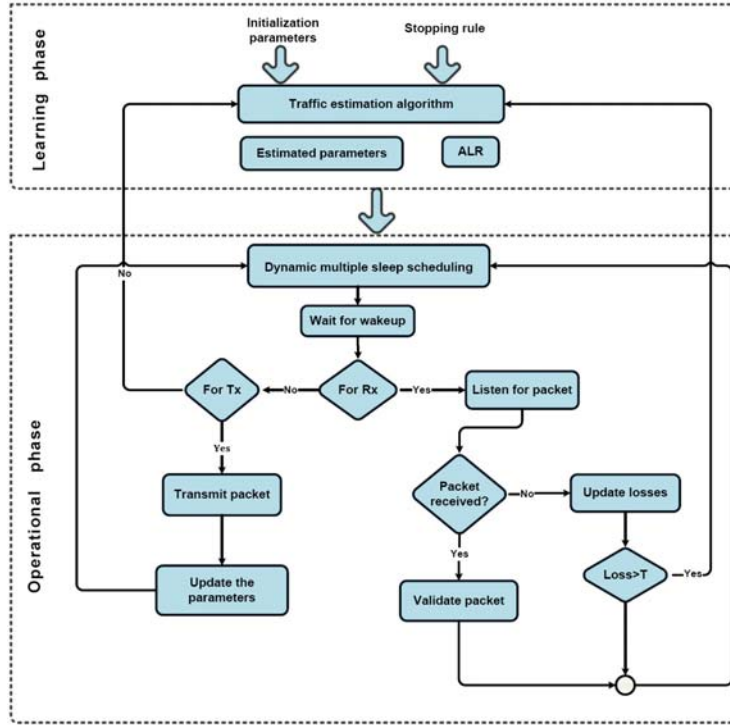 Initialization
parameters
Stopping rule
Learning phase
Traffic estimation algorithm
Estimated parameters
ALR
Operational phase
Dynamic multiple sleep scheduling
No
Wait for wakeup
For Tx
No
For Rx
Yes
Listen for packet
Yes
Transmit packet
Packet
received?
No
Update losses
Update the
parameters
Yes
Loss>T
Yes
Validate packet